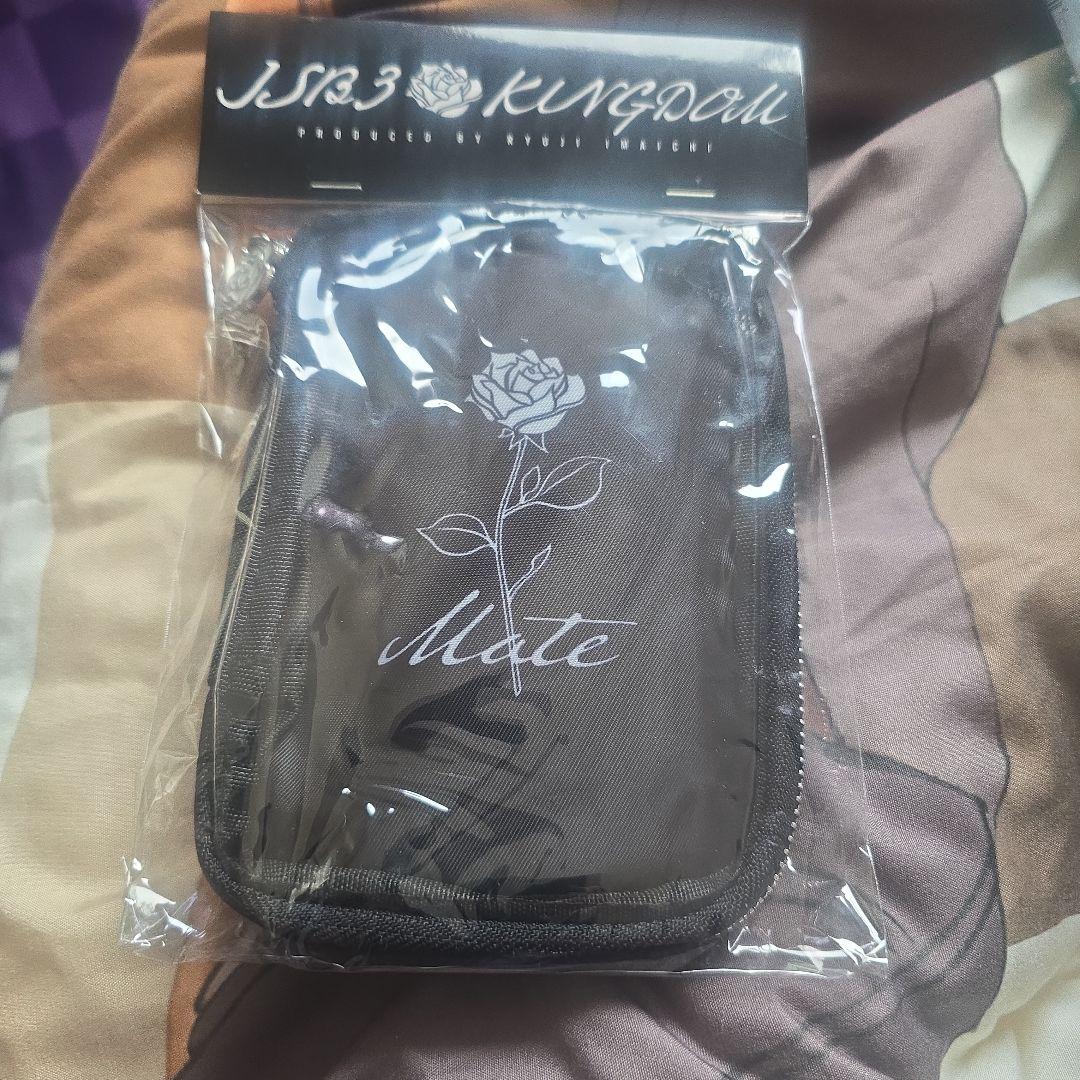 JSB3 KINGDOM
PRODUCED BY RYUJI IMAICHI
Mate